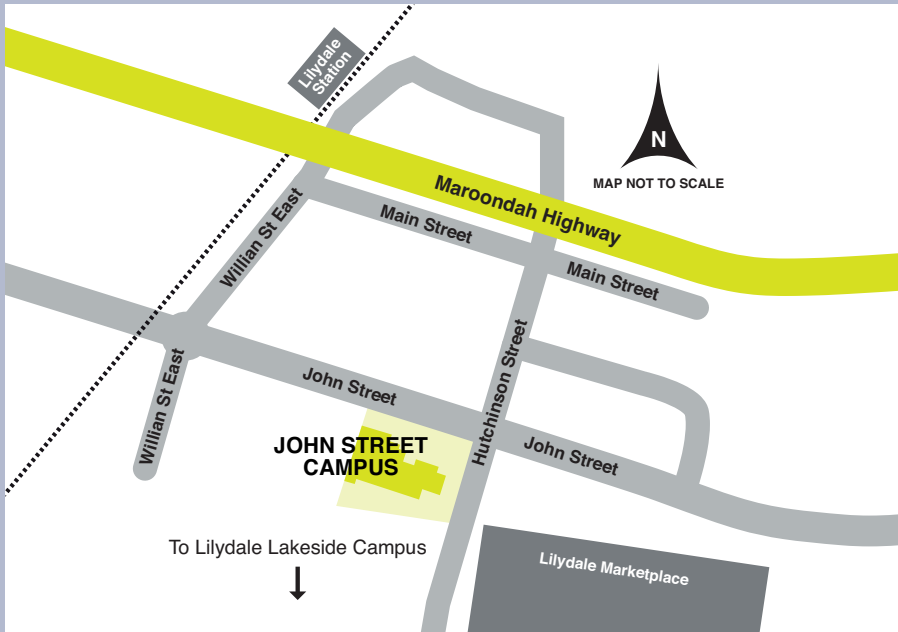 Lilydale
Station
N
MAP NOT TO SCALE
Maroondah Highway
Willian St East
Main Street
Main Street
Willian St East
John Street
Hutchinson Street
JOHN STREET
CAMPUS
John Street
To Lilydale Lakeside Campus
Lilydale Marketplace